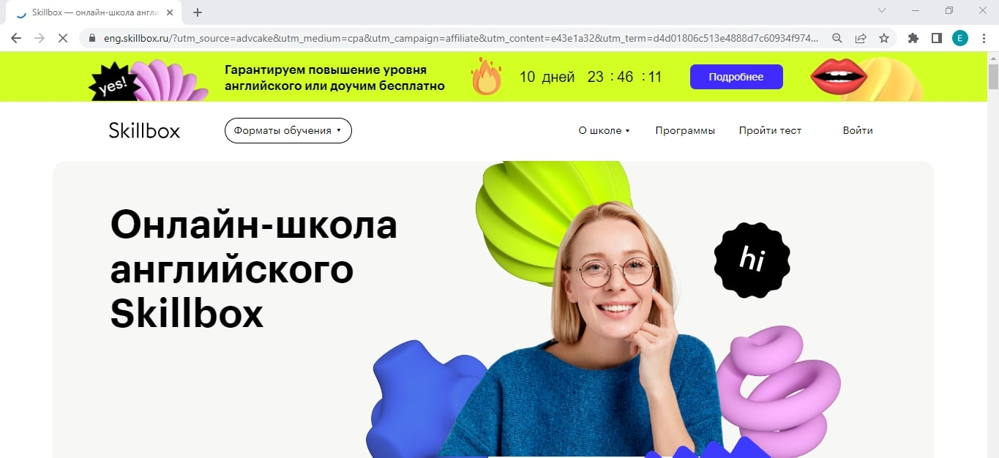 Skillbox — онлайн-школа англи
eng.skillbox.ru/?utm_source=advcake&utm_medium=cpa&utm_campaign=affiliate&utm_content=e43e1a32&utm_term=d4d01806c513e4888d7c60934f974...
E
yes!
Гарантируем повышение уровня
английского или доучим бесплатно
10 дней 23 : 46 : 11
Подробнее
Skillbox
Форматы обучения
О школе
Программы
Пройти тест
Войти
Онлайн-школа
английского
Skillbox
hi